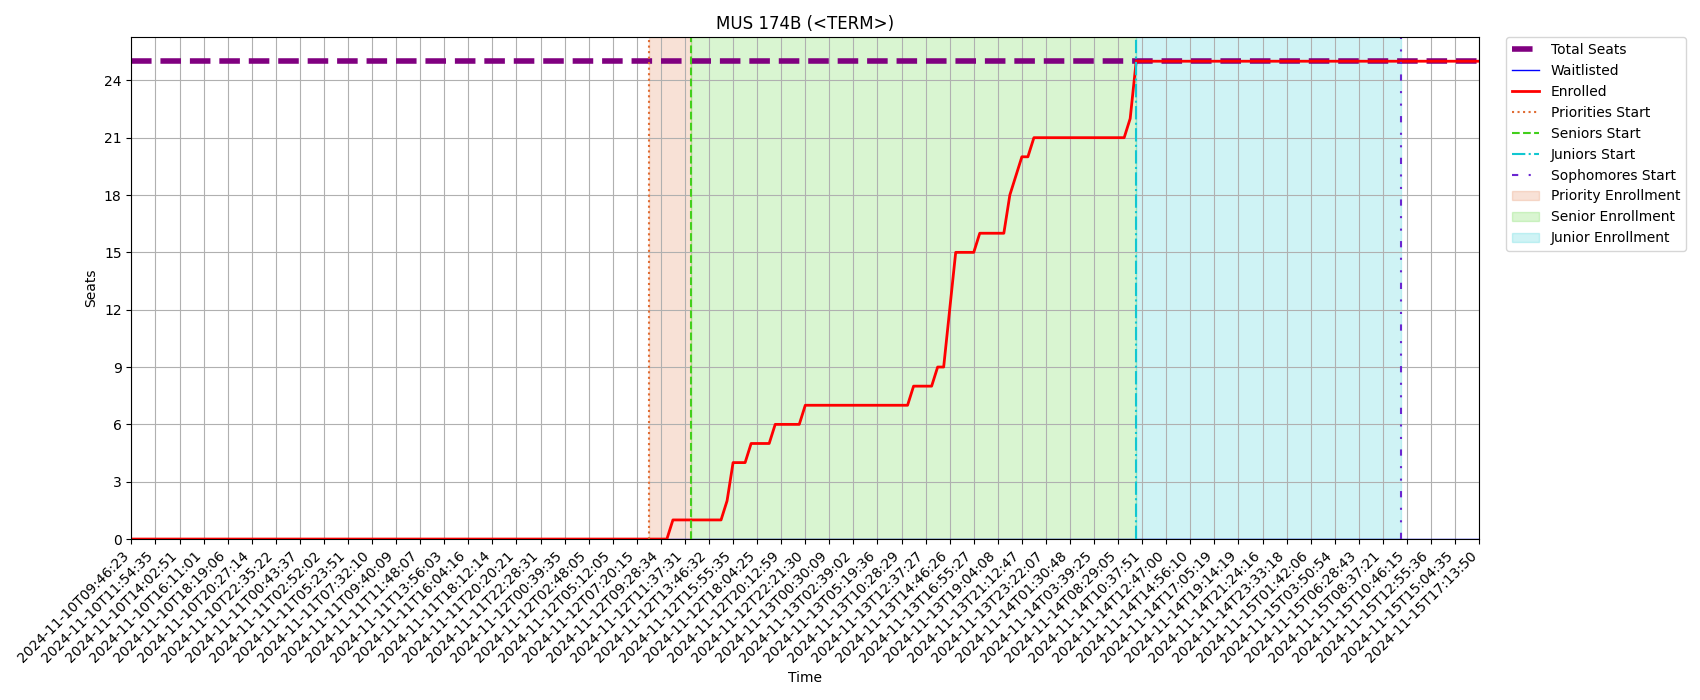 MUS 174B (<TERM>)
Total Seats
Waitlisted
Enrolled
Priorities Start
Seniors Start
Juniors Start
Sophomores Start
Priority Enrollment
Senior Enrollment
Junior Enrollment
Seats
24
21
18
15
12
9
6
3
0
2024-11-10T09:46:23
2024-11-10T11:54:35
2024-11-10T14:02:51
2024-11-10T16:11:01
2024-11-10T18:19:06
2024-11-10T20:27:14
2024-11-10T22:35:22
2024-11-11T00:43:37
2024-11-11T02:52:02
2024-11-11T05:23:51
2024-11-11T07:32:10
2024-11-11T09:40:09
2024-11-11T11:48:07
2024-11-11T13:56:03
2024-11-11T16:04:16
2024-11-11T18:12:14
2024-11-11T20:20:21
2024-11-11T22:28:31
2024-11-12T00:39:35
2024-11-12T02:48:05
2024-11-12T05:12:05
2024-11-12T07:20:15
2024-11-12T09:28:34
2024-11-12T11:37:31
2024-11-12T13:46:32
2024-11-12T15:55:35
2024-11-12T18:04:25
2024-11-12T20:12:59
2024-11-12T22:21:30
2024-11-13T00:30:09
2024-11-13T02:39:02
2024-11-13T05:19:36
2024-11-13T10:28:29
2024-11-13T12:37:27
2024-11-13T14:46:26
2024-11-13T16:55:27
2024-11-13T19:04:08
2024-11-13T21:12:47
2024-11-13T23:22:07
2024-11-14T01:30:48
2024-11-14T03:39:25
2024-11-14T08:29:05
2024-11-14T10:37:51
2024-11-14T12:47:00
2024-11-14T14:56:10
2024-11-14T17:05:19
2024-11-14T19:14:19
2024-11-14T21:24:16
2024-11-14T23:33:18
2024-11-15T01:42:06
2024-11-15T03:50:54
2024-11-15T06:28:43
2024-11-15T08:37:21
2024-11-15T10:46:15
2024-11-15T12:55:36
2024-11-15T15:04:35
2024-11-15T17:13:50
Time